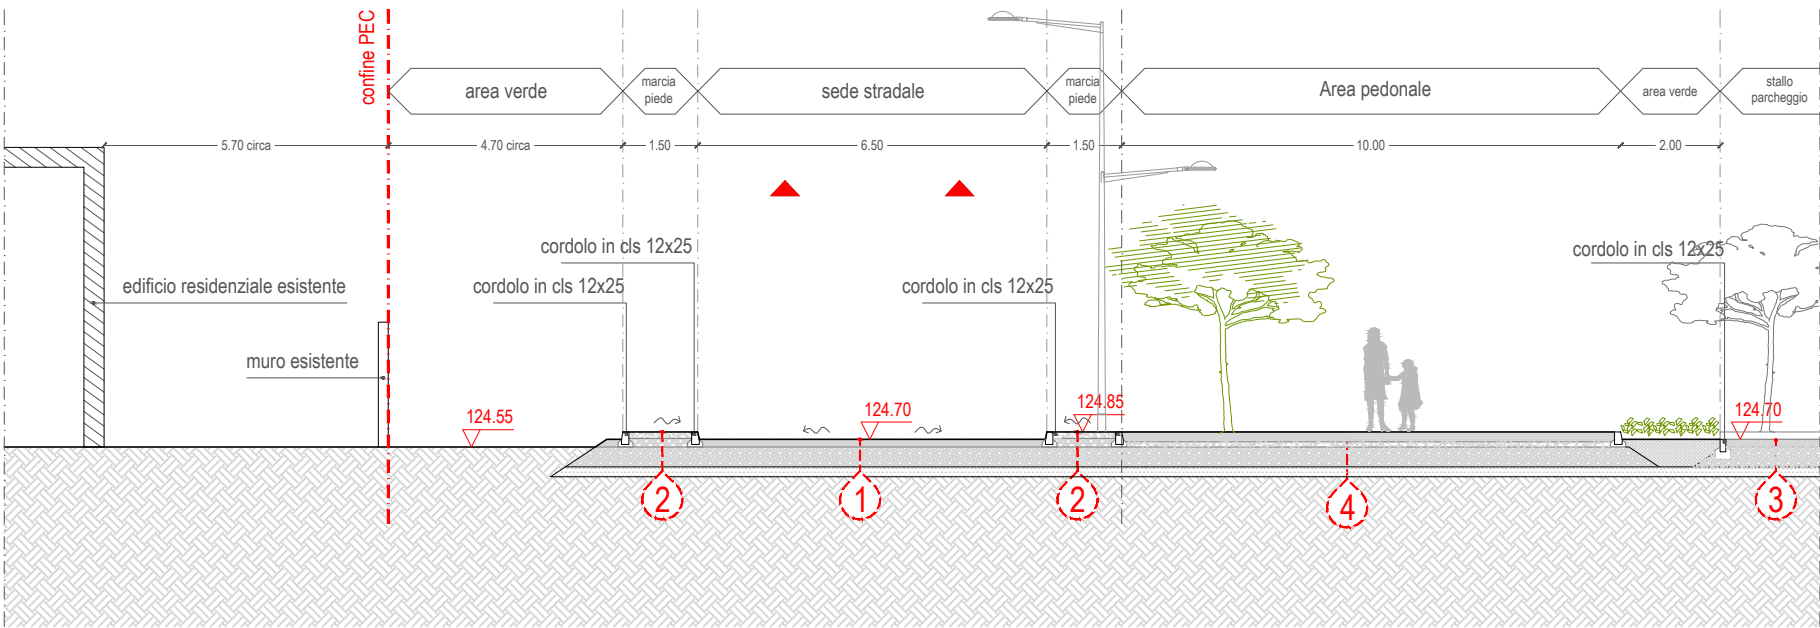 confine PEC
area verde
marcia
piede
sede stradale
marcia
piede
Area pedonale
area verde
stallo
parcheggio
5.70 circa
4.70 circa
1.50
6.50
1.50
10.00
2.00
cordolo in cls 12x25
cordolo in cls 12x25
edificio residenziale esistente
cordolo in cls 12x25
cordolo in cls 12x25
muro esistente
124.55
124.70
124.85
124.70
2
1
2
4
3